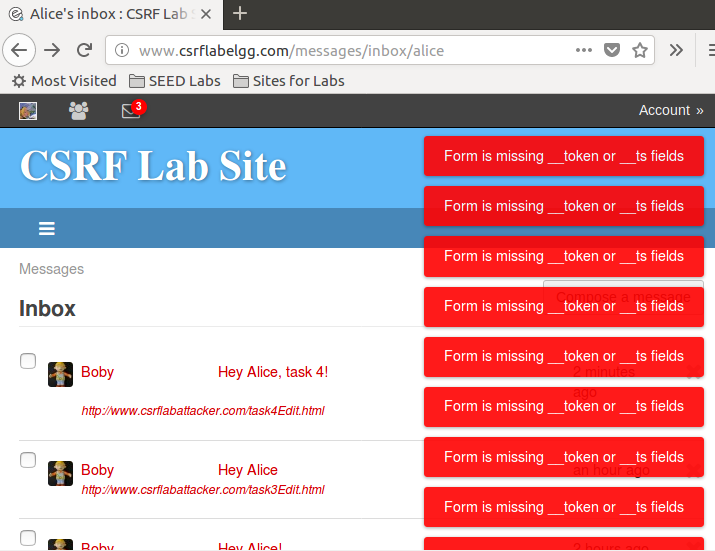 Alice's inbox : CSRF Lab S
www.csrflabelgg.com/messages/inbox/alice
Most Visited SEED Labs Sites for Labs
3 Account »
CSRF Lab Site
Form is missing __token or __ts fields
Form is missing __token or __ts fields
Form is missing __token or __ts fields
Messages
Compose a message
Form is missing __token or __ts fields
Inbox
Form is missing __token or __ts fields
Boby Hey Alice, task 4! 2 minutes
ago
http://www.csrflabattacker.com/task4Edit.html
Form is missing __token or __ts fields
Form is missing __token or __ts fields
Boby Hey Alice an hour ago
http://www.csrflabattacker.com/task3Edit.html
Form is missing __token or __ts fields
Boby Hey Alice! 2 hours ago